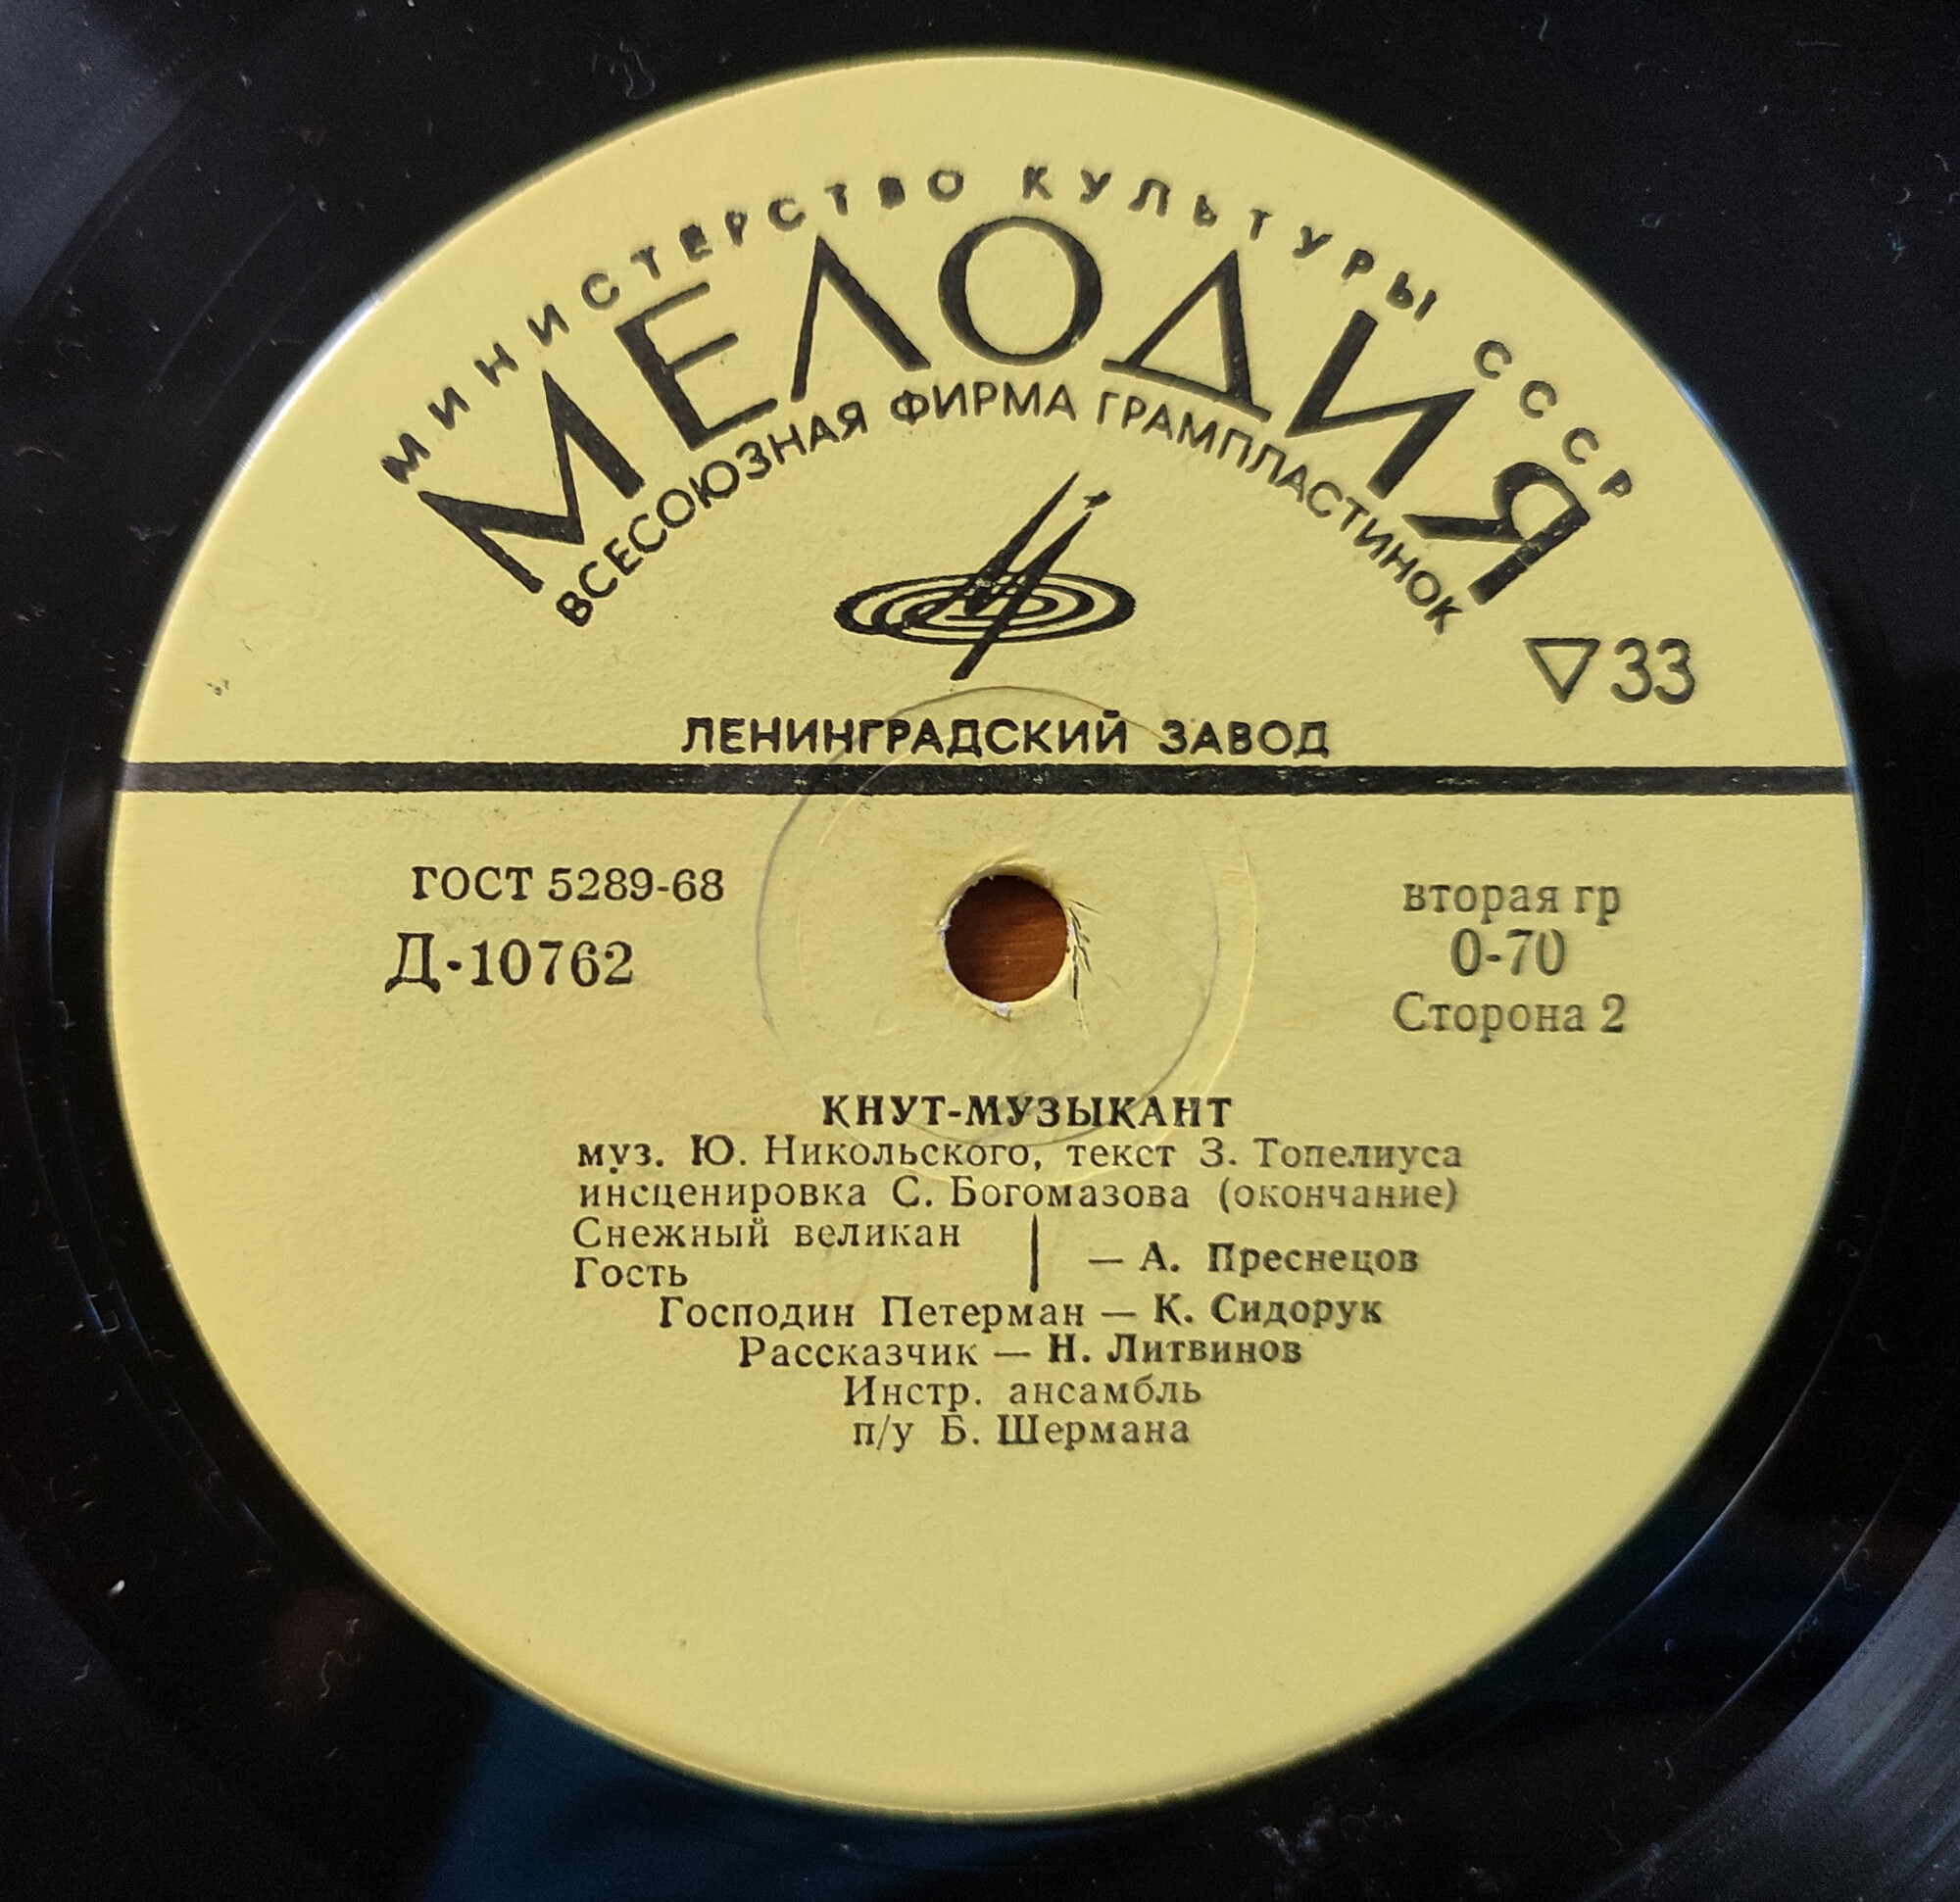 МИНИСТЕРСТВО КУЛЬТУРЫ СССР
МЕЛОДИЯ
ВСЕСОЮЗНАЯ ФИРМА ГРАМПЛАСТИНОК
33
ЛЕНИНГРАДСКИЙ ЗАВОД
ГОСТ 5289-68
Д-10762
вторая гр
0-70
Сторона 2
КНУТ-МУЗЫКАНТ
муз. Ю. Никольского, текст З. Топелиуса
инсценировка С. Богомазова (окончание)
Снежный великан
Гость
— А. Преснецов
Господин Петерман — К. Сидорук
Рассказчик — Н. Литвинов
Инстр. ансамбль
п/у Б. Шермана